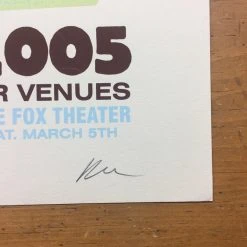 2005
R VENUES
E FOX THEATER
AT. MARCH 5TH